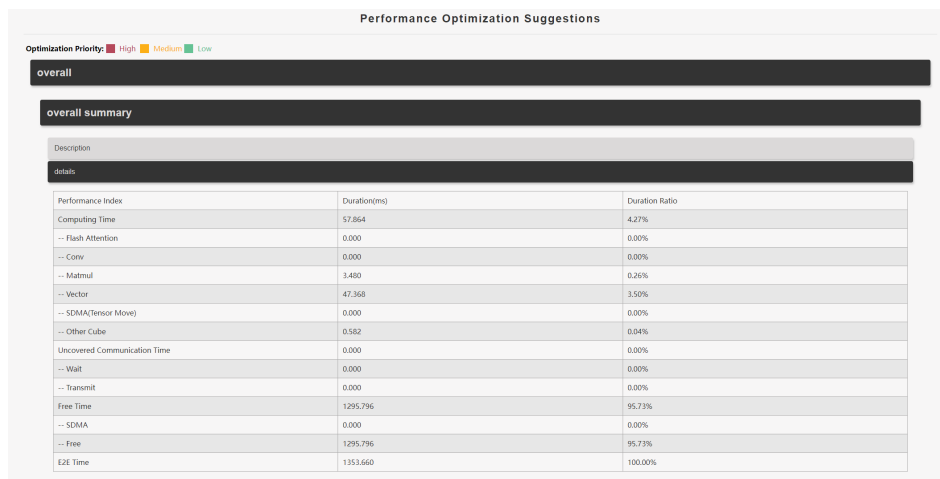 Performance Optimization Suggestions
Optimization Priority: High Medium Low
overall
overall summary
Description
details
Performance Index Duration(ms) Duration Ratio
Computing Time 57.864 4.27%
-- Flash Attention 0.000 0.00%
-- Conv 0.000 0.00%
-- Matmul 3.480 0.26%
-- Vector 47.368 3.50%
-- SDMA(Tensor Move) 0.000 0.00%
-- Other Cube 0.582 0.04%
Uncovered Communication Time 0.000 0.00%
-- Wait 0.000 0.00%
-- Transmit 0.000 0.00%
Free Time 1295.796 95.73%
-- SDMA 0.000 0.00%
-- Free 1295.796 95.73%
E2E Time 1353.660 100.00%